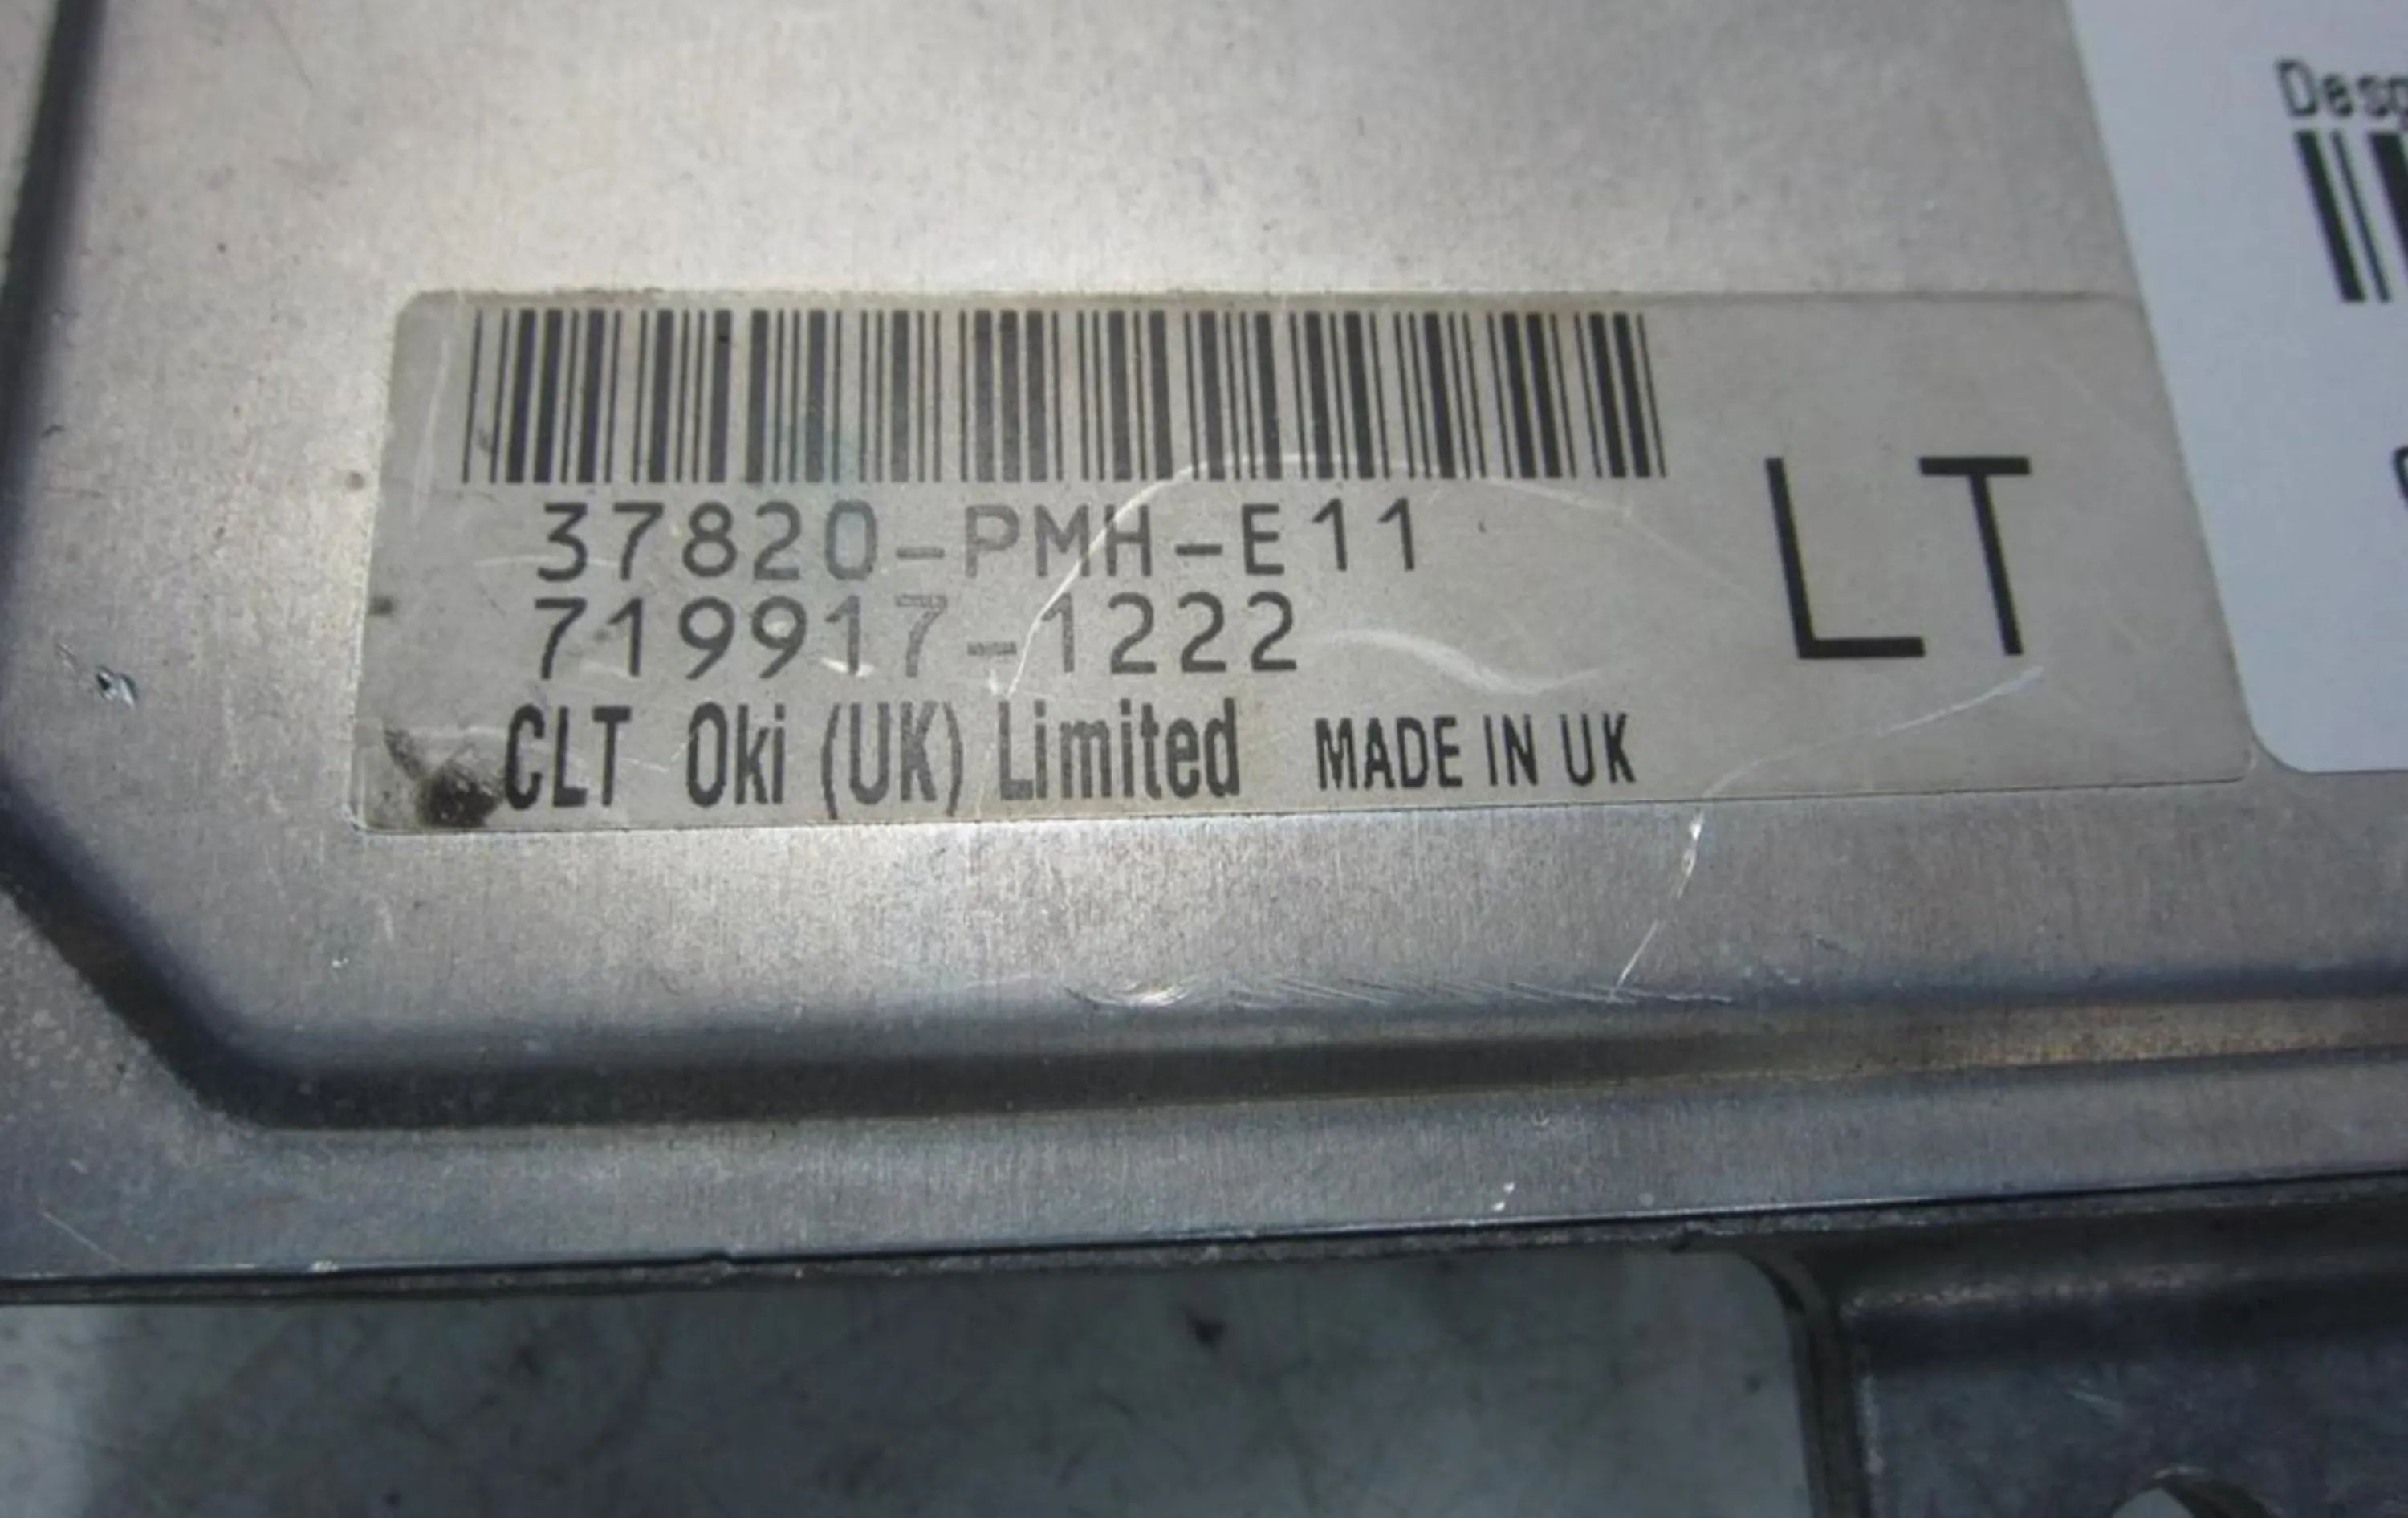 37820-PMH-E11
719917-1222
LT
CLT Oki (UK) Limited MADE IN UK